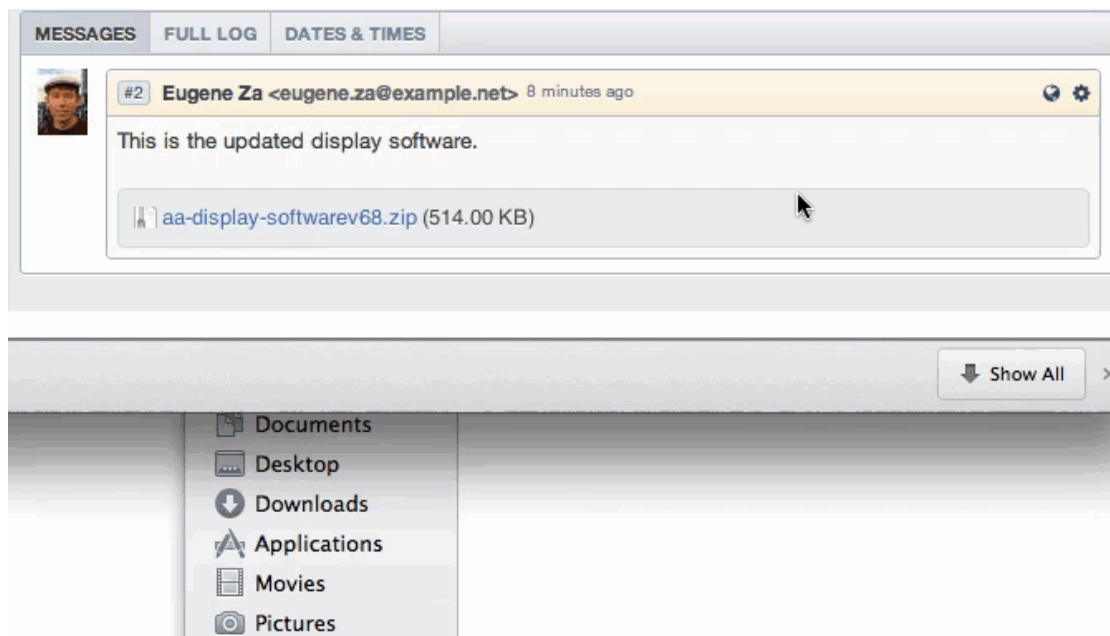 MESSAGES FULL LOG DATES & TIMES
#2 Eugene Za <eugene.za@example.net> 8 minutes ago
This is the updated display software.
aa-display-softwarev68.zip (514.00 KB)
Show All
Documents
Desktop
Downloads
Applications
Movies
Pictures